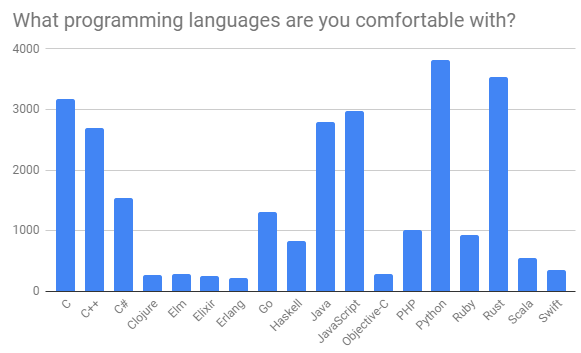 What programming languages are you comfortable with?
4000
3000
2000
1000
0
C
C++
C#
Clojure
Elm
Elixir
Erlang
Go
Haskell
Java
JavaScript
Objective-C
PHP
Python
Ruby
Rust
Scala
Swift